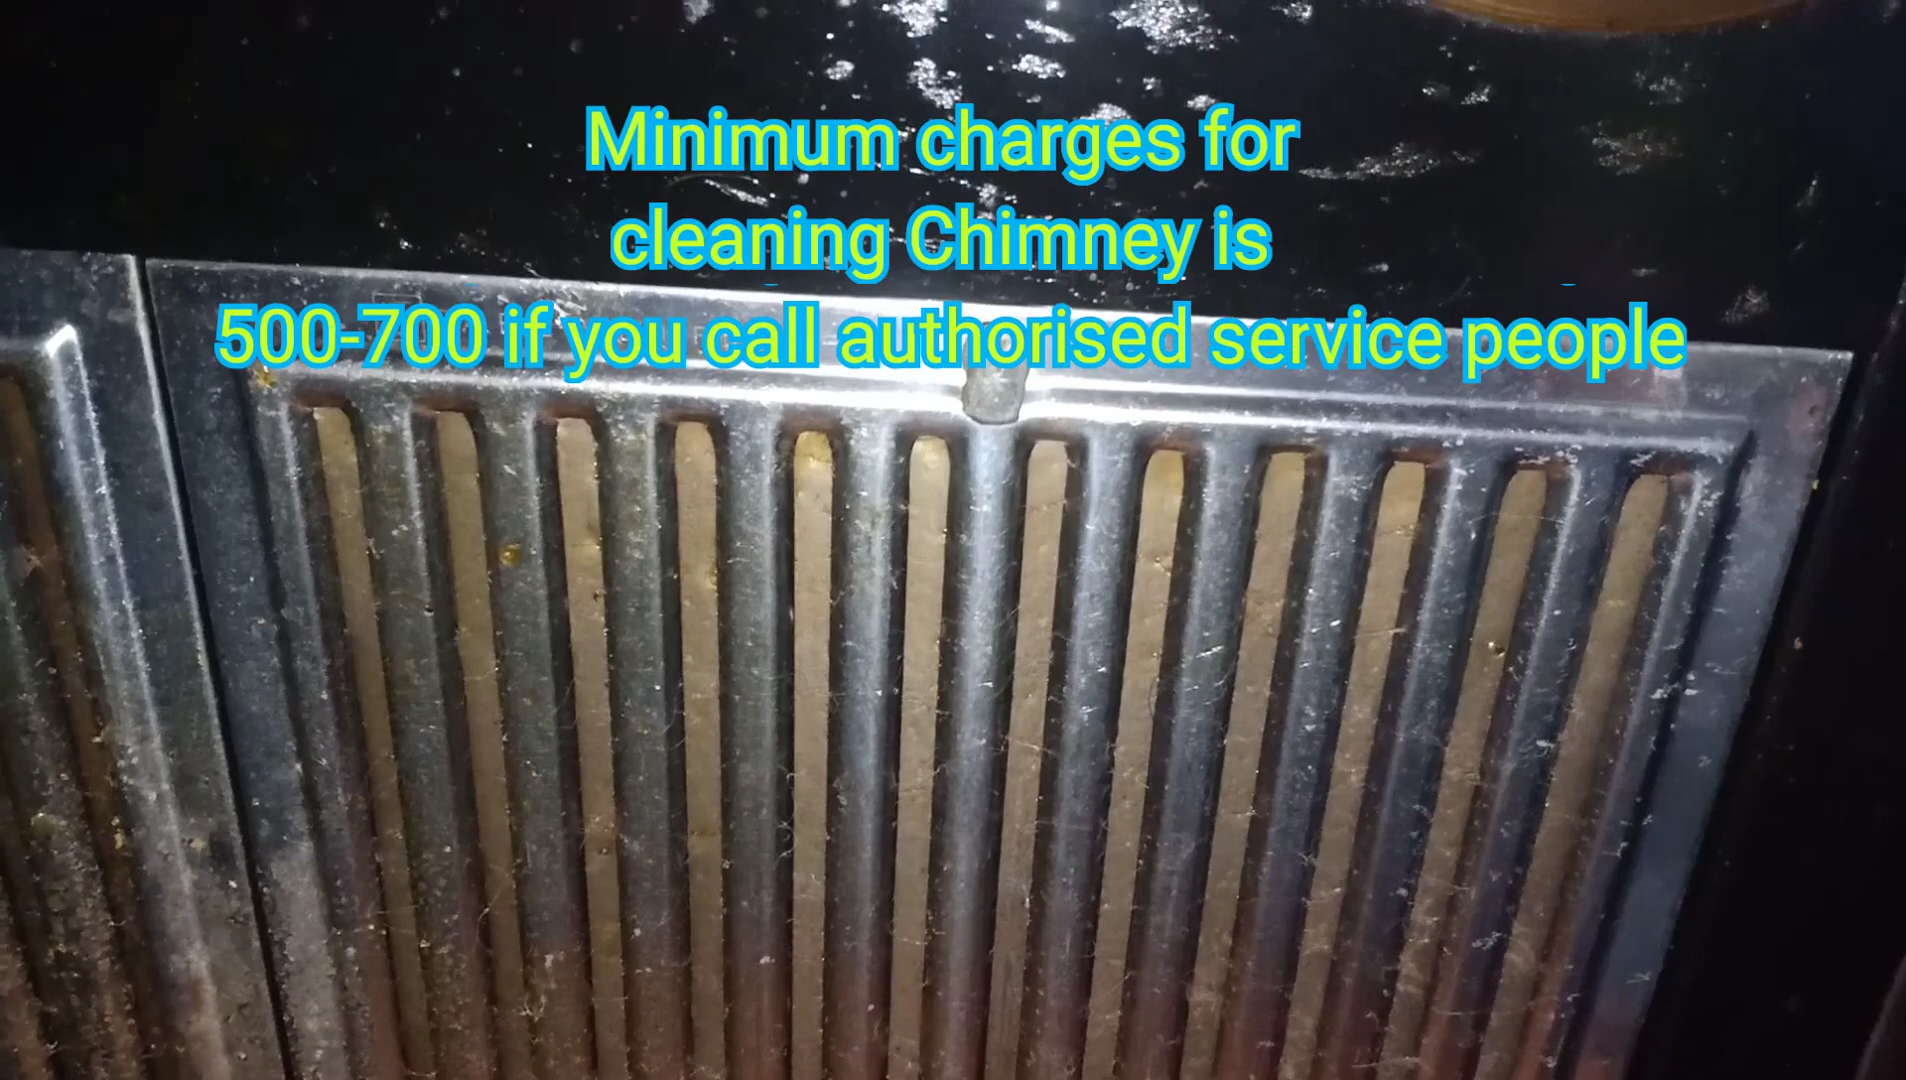 Minimum charges for
cleaning Chimney is
500-700 if you call authorised service people